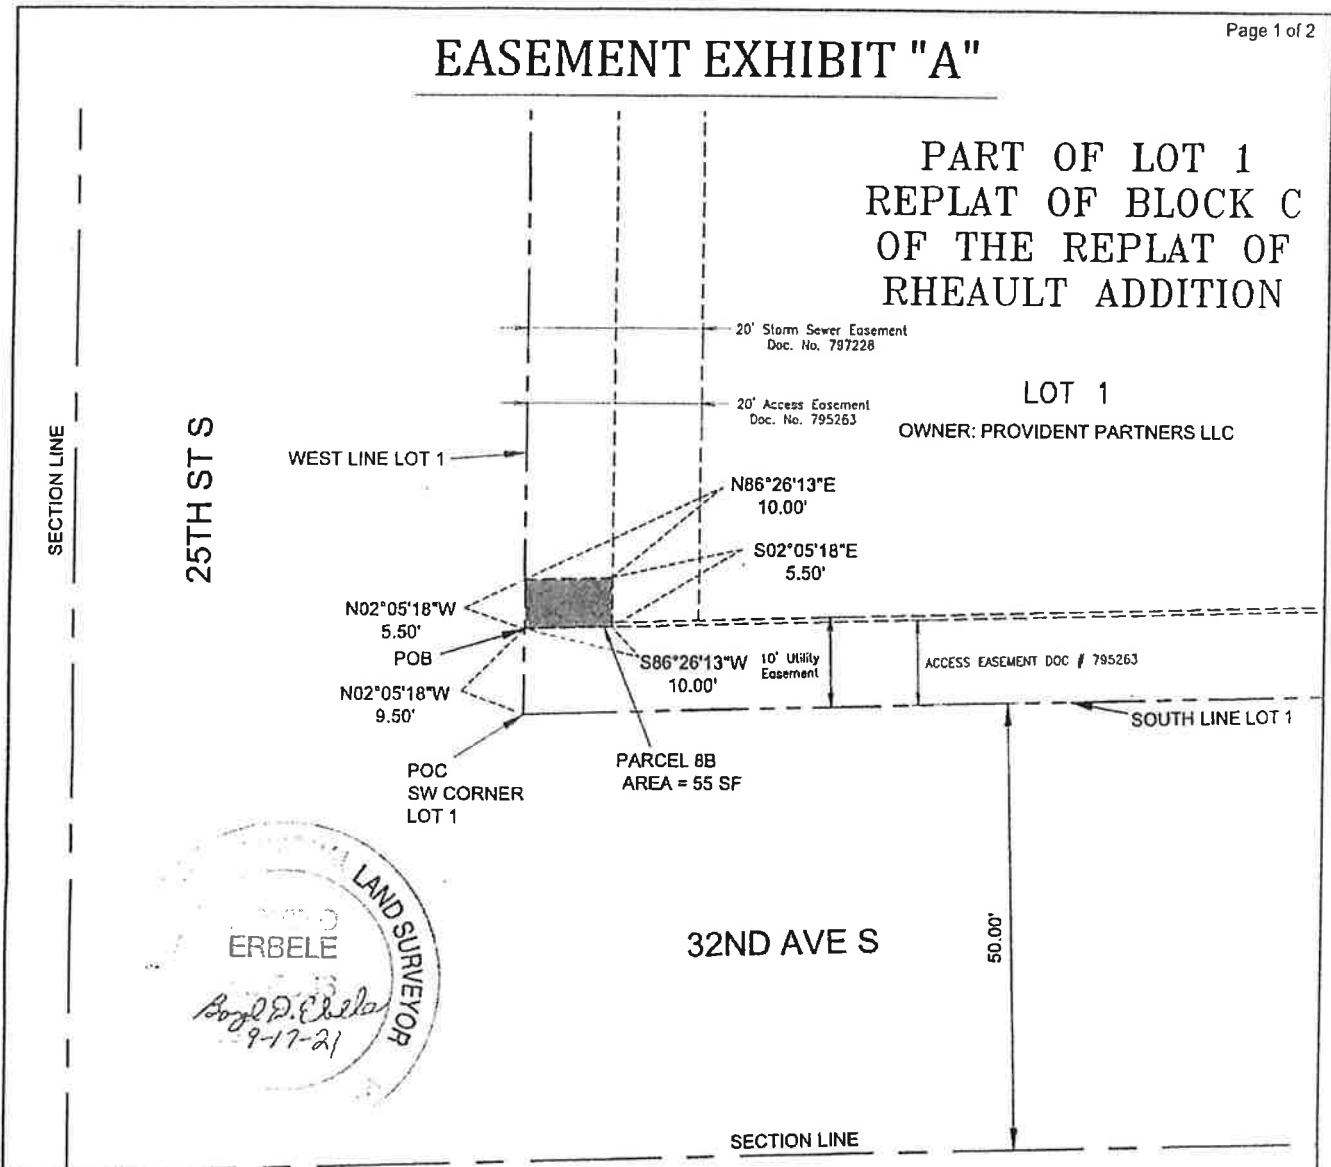 Page 1 of 2
EASEMENT EXHIBIT "A"
PART OF LOT 1
REPLAT OF BLOCK C
OF THE REPLAT OF
RHEAULT ADDITION
20' Storm Sewer Easement
Doc. No. 797228
20' Access Easement
Doc. No. 795263
LOT 1
OWNER: PROVIDENT PARTNERS LLC
SECTION LINE
25TH ST S
WEST LINE LOT 1
N86°26'13"E
10.00'
S02°05'18"E
5.50'
N02°05'18"W
5.50'
POB
N02°05'18"W
9.50'
S86°26'13"W
10.00'
10' Utility
Easement
ACCESS EASEMENT DOC # 795263
SOUTH LINE LOT 1
POC
SW CORNER
LOT 1
PARCEL 8B
AREA = 55 SF
LAND SURVEYOR
ERBELE
Boyd D. Erbele
9-17-21
32ND AVE S
50.00'
SECTION LINE